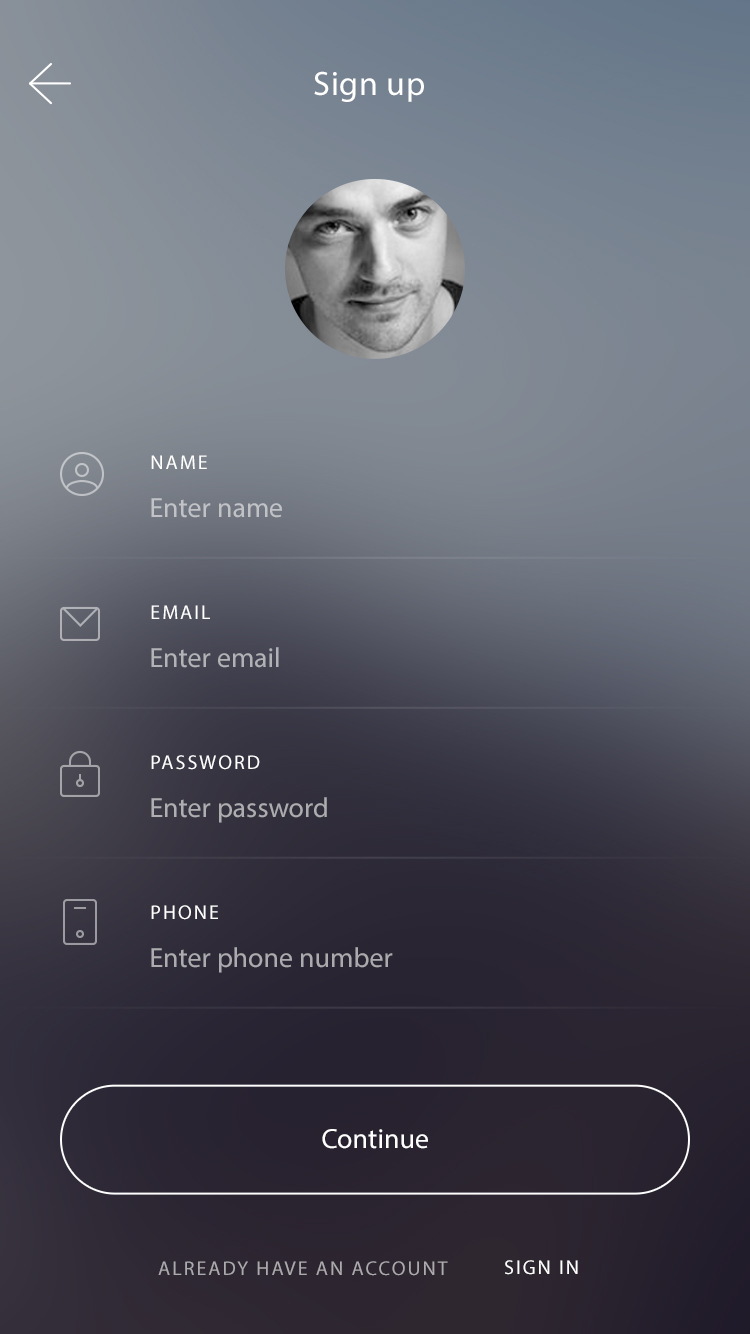 Sign up
NAME
Enter name
EMAIL
Enter email
PASSWORD
Enter password
PHONE
Enter phone number
Continue
ALREADY HAVE AN ACCOUNT SIGN IN